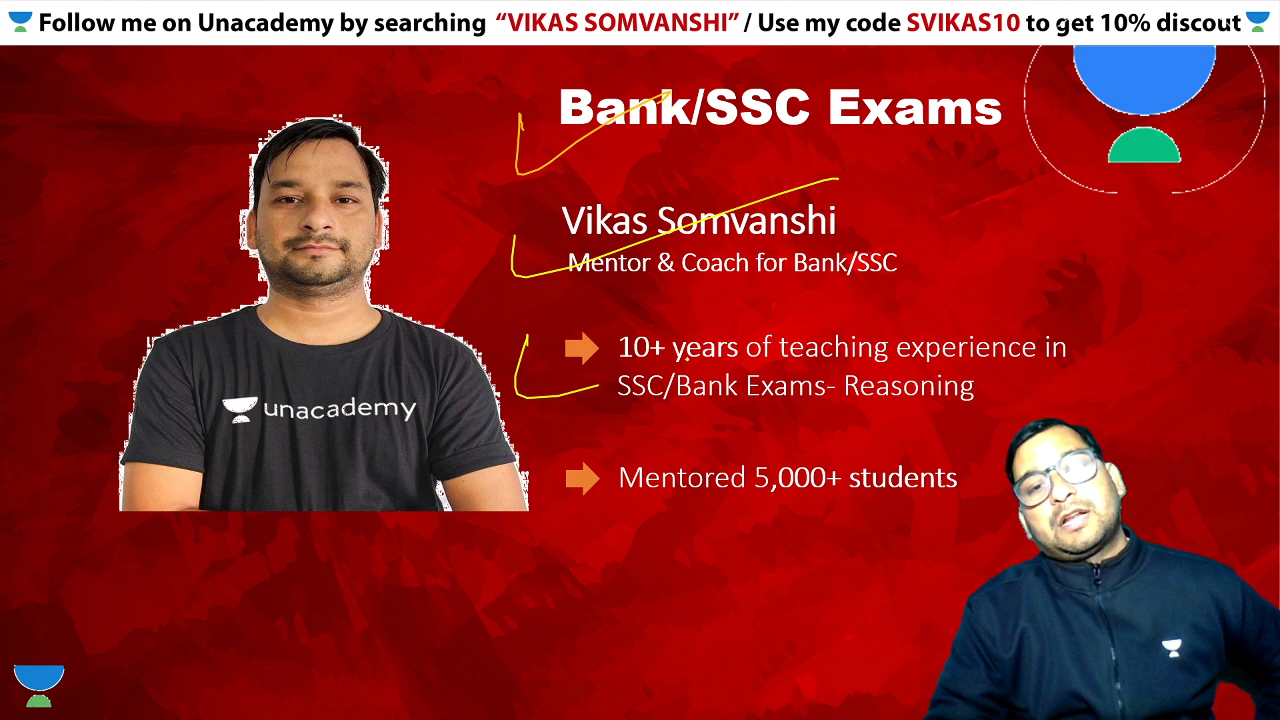 Follow me on Unacademy by searching “VIKAS SOMVANSHI” / Use my code SVIKAS10 to get 10% discout
Bank/SSC Exams
Vikas Somvanshi
Mentor & Coach for Bank/SSC
10+ years of teaching experience in
SSC/Bank Exams- Reasoning
unacademy
Mentored 5,000+ students